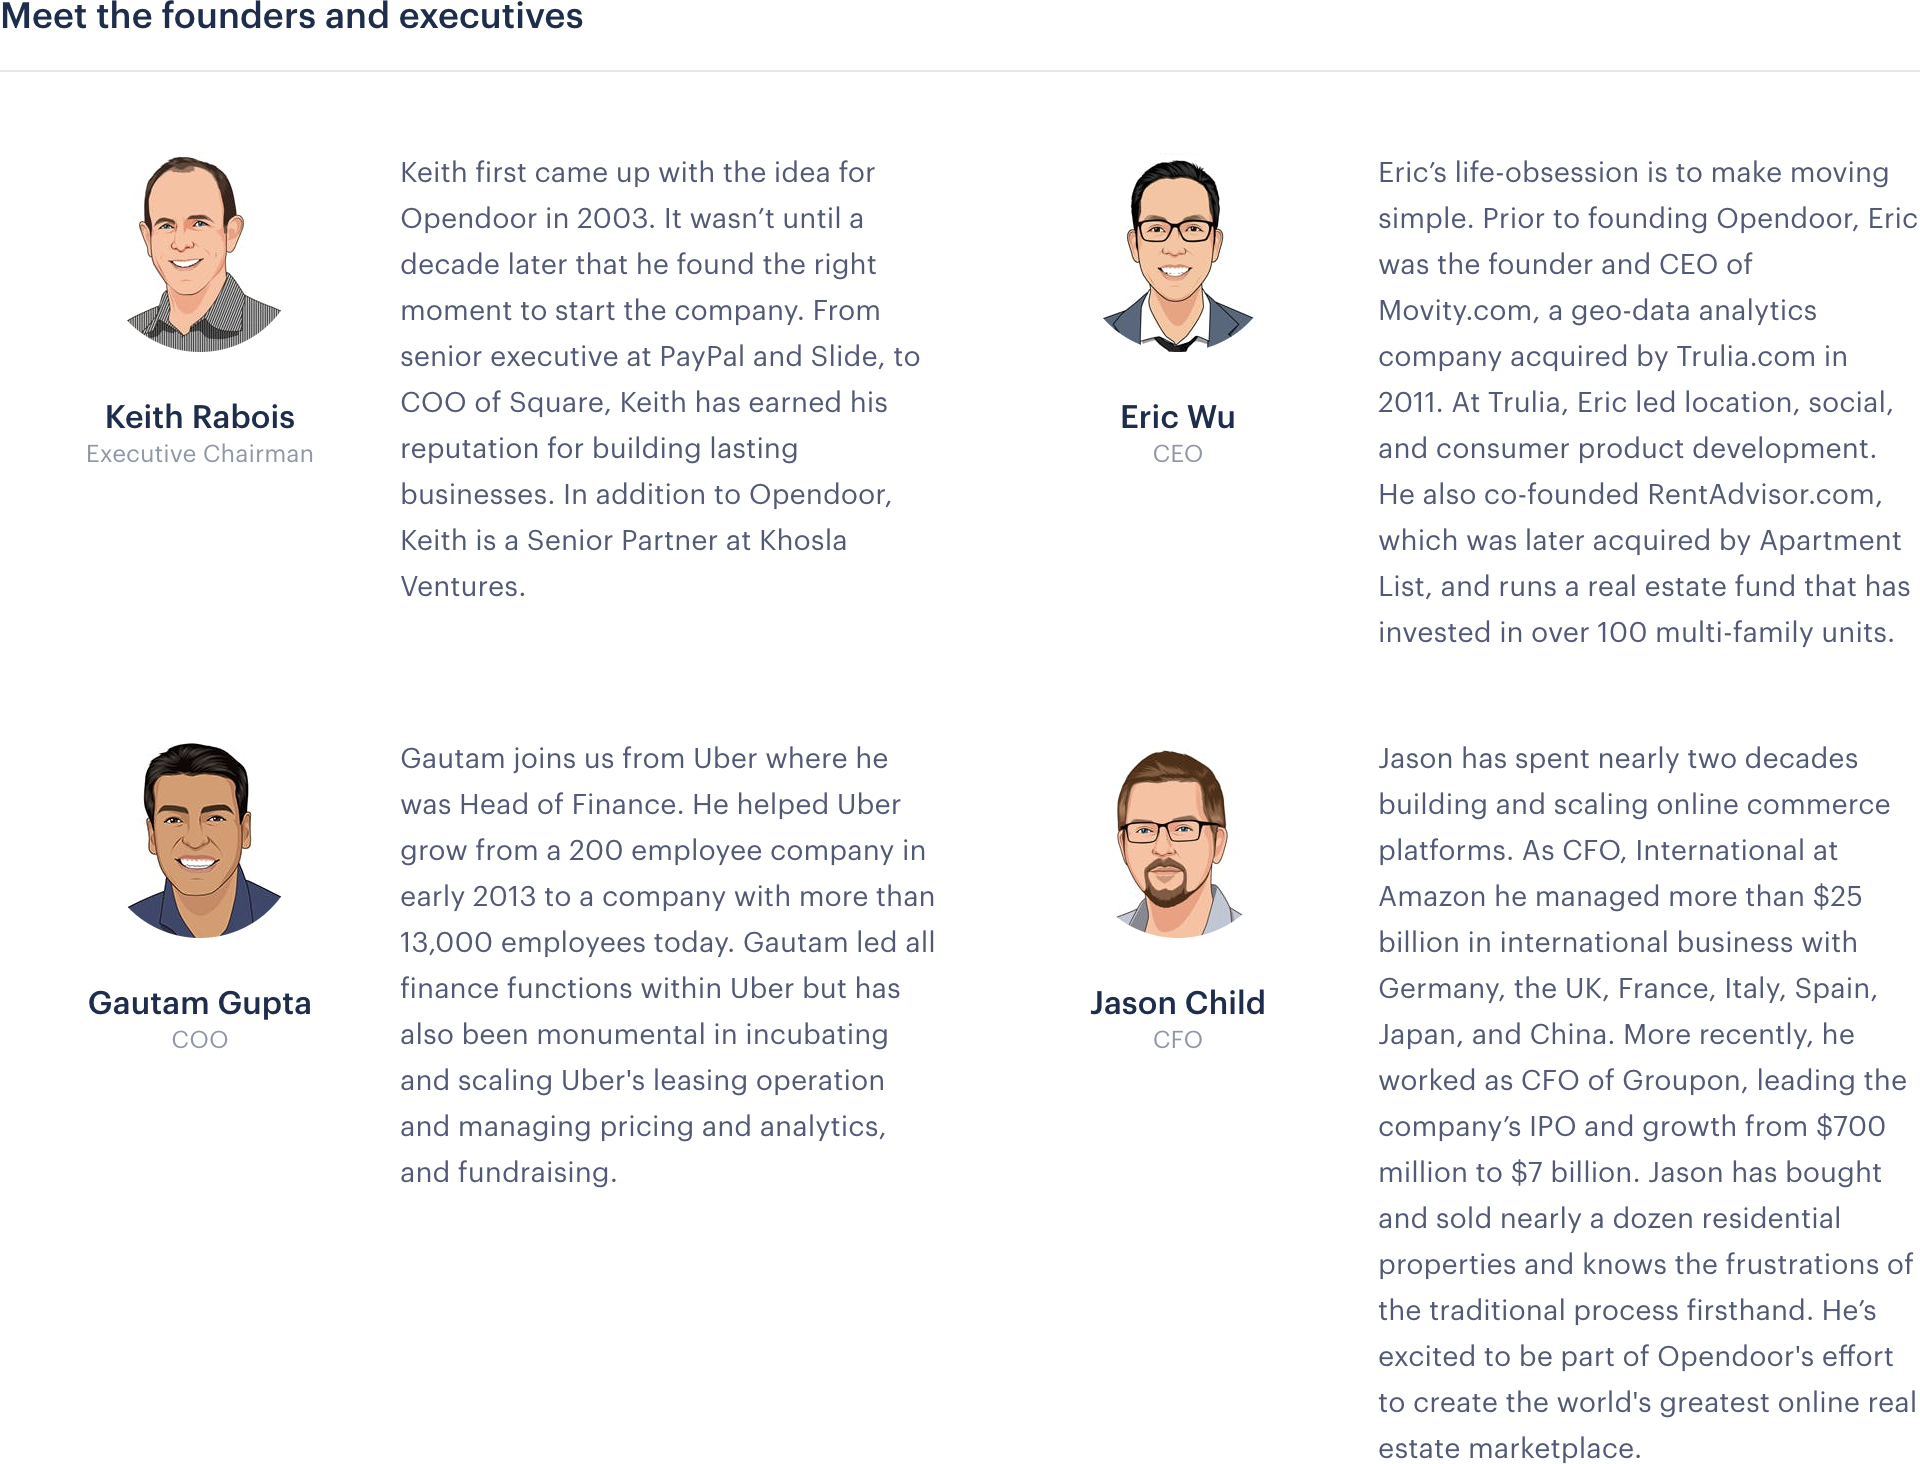 Meet the founders and executives
Keith Rabois
Executive Chairman
Keith first came up with the idea for
Opendoor in 2003. It wasn’t until a
decade later that he found the right
moment to start the company. From
senior executive at PayPal and Slide, to
COO of Square, Keith has earned his
reputation for building lasting
businesses. In addition to Opendoor,
Keith is a Senior Partner at Khosla
Ventures.
Eric Wu
CEO
Eric’s life-obsession is to make moving
simple. Prior to founding Opendoor, Eric
was the founder and CEO of
Movity.com, a geo-data analytics
company acquired by Trulia.com in
2011. At Trulia, Eric led location, social,
and consumer product development.
He also co-founded RentAdvisor.com,
which was later acquired by Apartment
List, and runs a real estate fund that has
invested in over 100 multi-family units.
Gautam Gupta
COO
Gautam joins us from Uber where he
was Head of Finance. He helped Uber
grow from a 200 employee company in
early 2013 to a company with more than
13,000 employees today. Gautam led all
finance functions within Uber but has
also been monumental in incubating
and scaling Uber's leasing operation
and managing pricing and analytics,
and fundraising.
Jason Child
CFO
Jason has spent nearly two decades
building and scaling online commerce
platforms. As CFO, International at
Amazon he managed more than $25
billion in international business with
Germany, the UK, France, Italy, Spain,
Japan, and China. More recently, he
worked as CFO of Groupon, leading the
company’s IPO and growth from $700
million to $7 billion. Jason has bought
and sold nearly a dozen residential
properties and knows the frustrations of
the traditional process firsthand. He’s
excited to be part of Opendoor's effort
to create the world's greatest online real
estate marketplace.